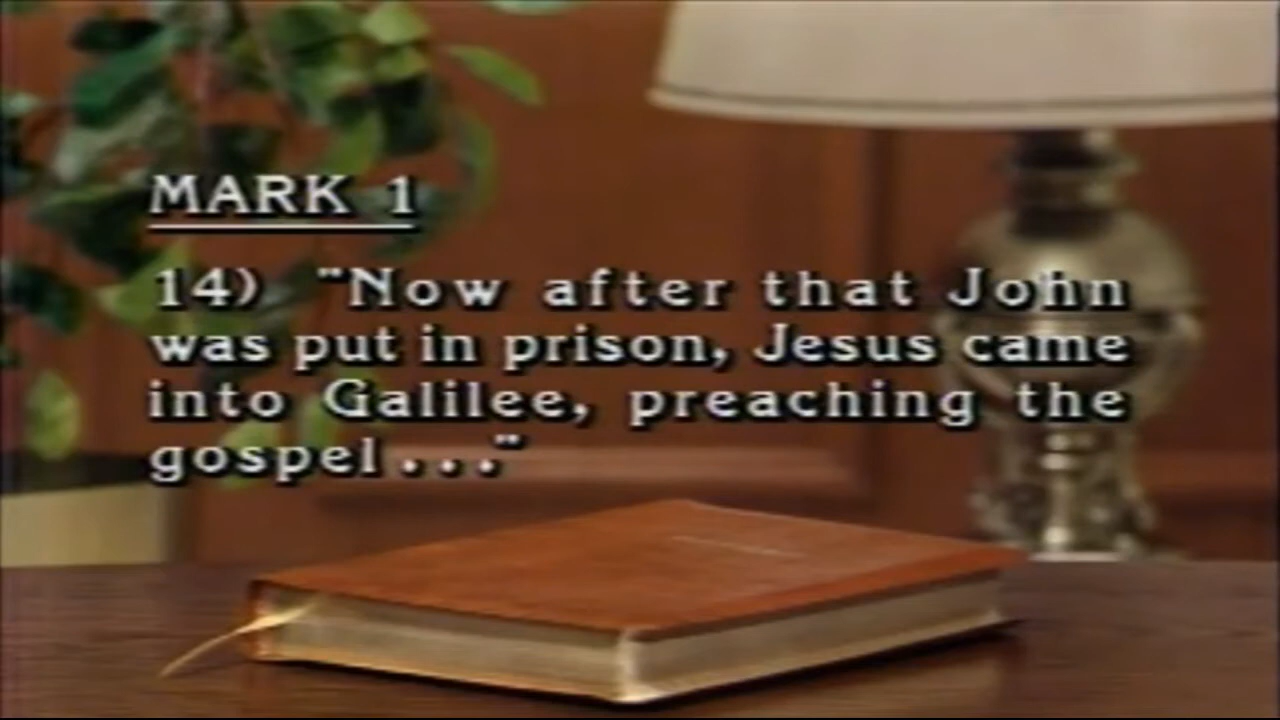 MARK 1
14) "Now after that John
was put in prison, Jesus came
into Galilee, preaching the
gospel..."